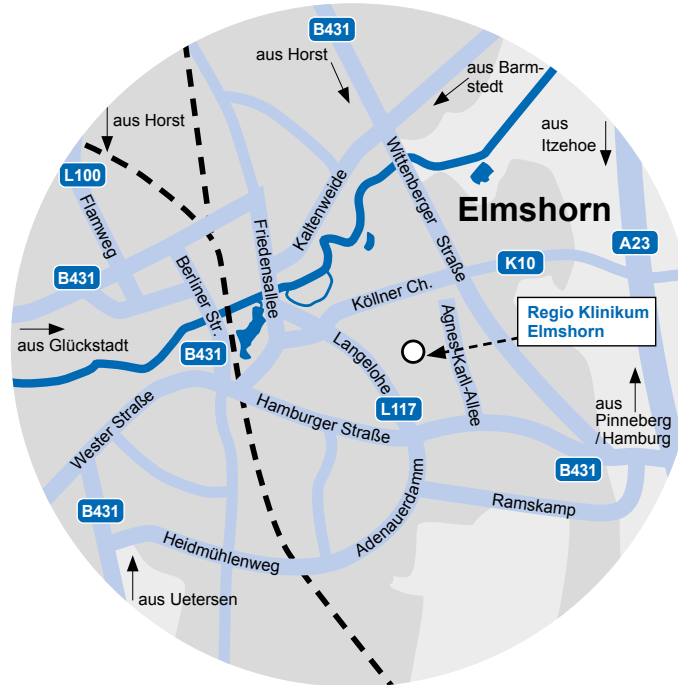 B431
aus Horst
aus Barm-
stedt
aus Horst
aus
Itzehoe
L100
Wittenberger Straße
Flamweg
Kaltenweide
Elmshorn
Friedensallee
A23
K10
B431
Berliner Str.
Köllner Ch.
Regio Klinikum
Elmshorn
aus Glückstadt
B431
Langelohe
Agnes-Karll-Allee
L117
aus
Pinneberg
/Hamburg
Wester Straße
Hamburger Straße
B431
B431
Ramskamp
Adenauerdamm
Heidmühlenweg
aus Uetersen